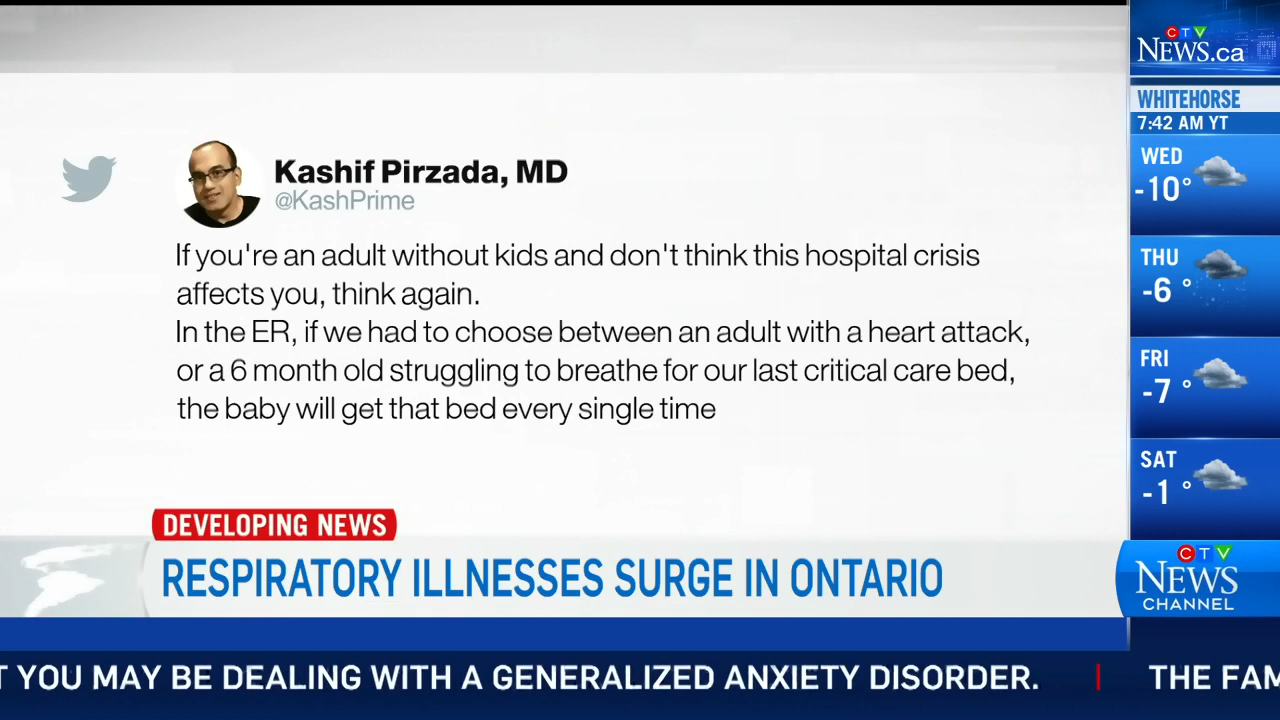 Kashif Pirzada, MD
@KashPrime
If you're an adult without kids and don't think this hospital crisis
affects you, think again.
In the ER, if we had to choose between an adult with a heart attack,
or a 6 month old struggling to breathe for our last critical care bed,
the baby will get that bed every single time
DEVELOPING NEWS
RESPIRATORY ILLNESSES SURGE IN ONTARIO
T YOU MAY BE DEALING WITH A GENERALIZED ANXIETY DISORDER. | THE FAM
CTV
NEWS.ca
WHITEHORSE
7:42 AM YT
WED
-10°
THU
-6°
FRI
-7°
SAT
-1°
CTV
NEWS
CHANNEL